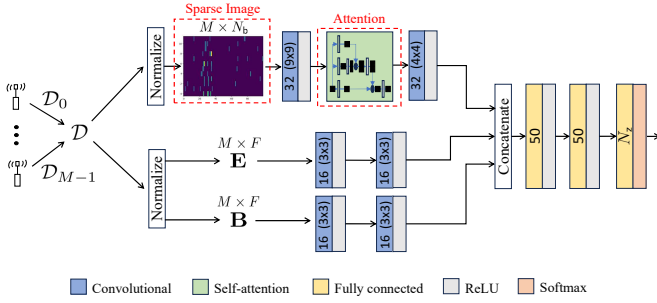 Sparse Image
M × N_b
Attention
Normalize
32 (9x9)
32 (4x4)
𝒟_0
𝒟
𝒟_{M−1}
Normalize
M × F
E
16 (3x3)
16 (3x3)
M × F
B
16 (3x3)
16 (3x3)
Concatenate
50
50
N_z
Convolutional
Self-attention
Fully connected
ReLU
Softmax